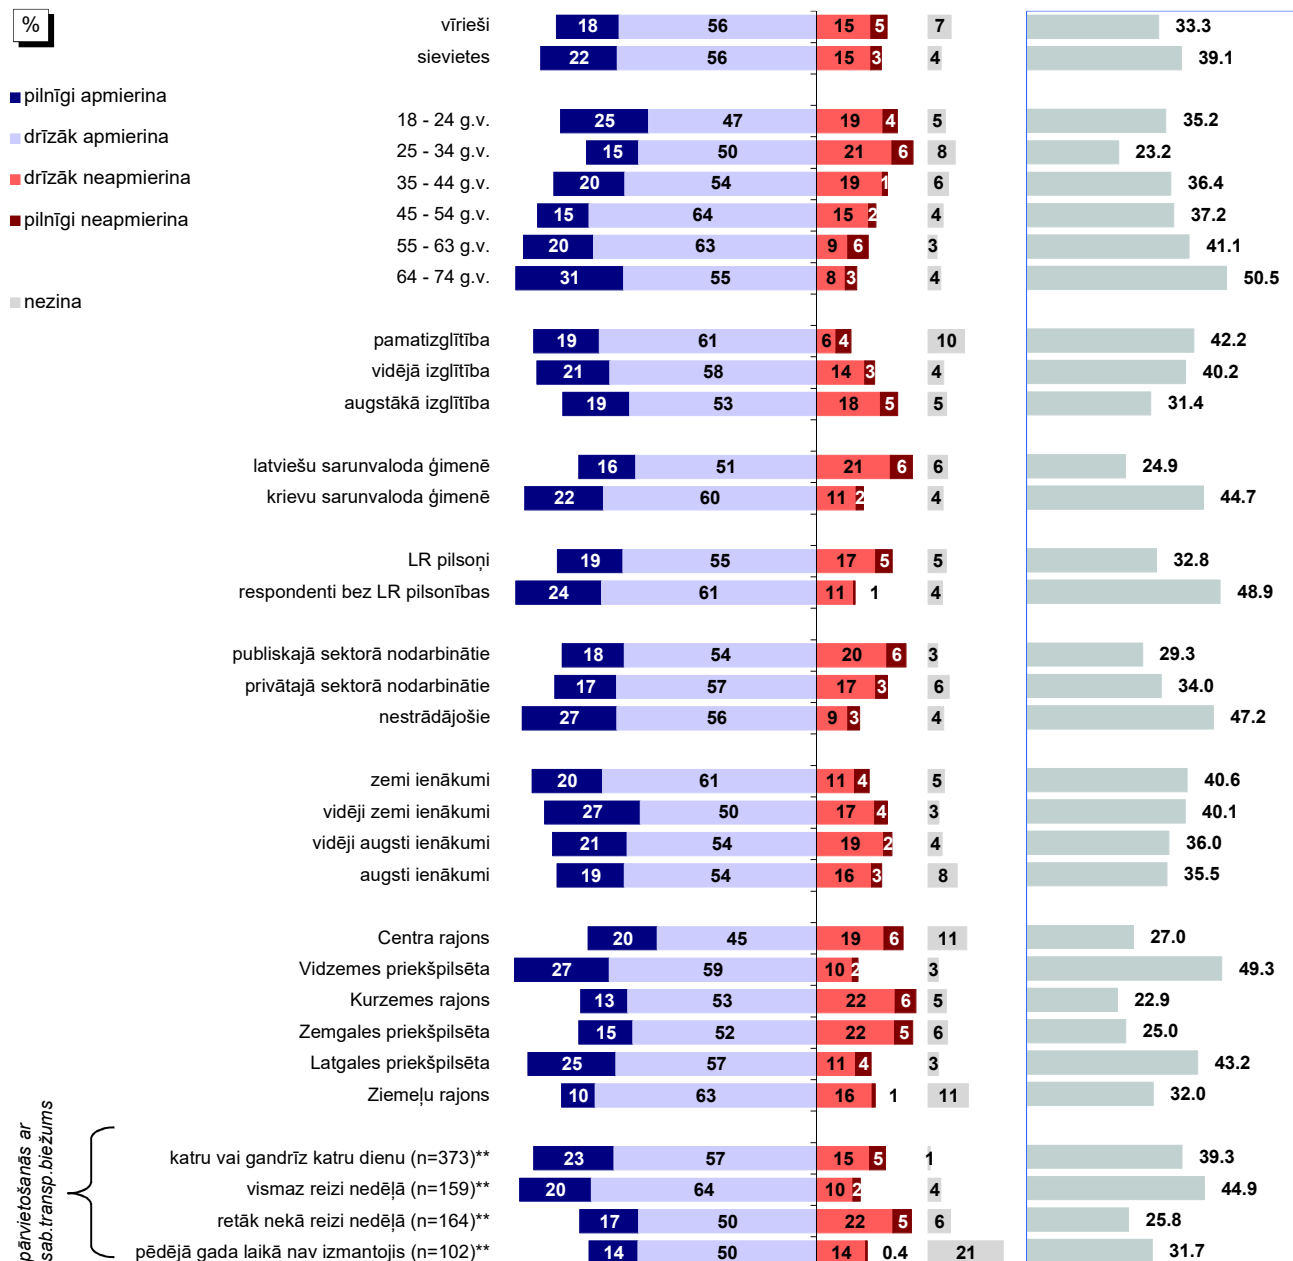 %
pilnīgi apmierina
drīzāk apmierina
drīzāk neapmierina
pilnīgi neapmierina
nezina
vīrieši 18 56 15 5 7 33.3
sievietes 22 56 15 3 4 39.1
18 - 24 g.v. 25 47 19 4 5 35.2
25 - 34 g.v. 15 50 21 6 8 23.2
35 - 44 g.v. 20 54 19 1 6 36.4
45 - 54 g.v. 15 64 15 2 4 37.2
55 - 63 g.v. 20 63 9 6 3 41.1
64 - 74 g.v. 31 55 8 3 4 50.5
pamatizglītība 19 61 6 4 10 42.2
vidējā izglītība 21 58 14 3 4 40.2
augstākā izglītība 19 53 18 5 5 31.4
latviešu sarunvaloda ģimenē 16 51 21 6 6 24.9
krievu sarunvaloda ģimenē 22 60 11 2 4 44.7
LR pilsoņi 19 55 17 5 5 32.8
respondenti bez LR pilsonības 24 61 11 1 4 48.9
publiskajā sektorā nodarbinātie 18 54 20 6 3 29.3
privātajā sektorā nodarbinātie 17 57 17 3 6 34.0
nestrādājošie 27 56 9 3 4 47.2
zemi ienākumi 20 61 11 4 5 40.6
vidēji zemi ienākumi 27 50 17 4 3 40.1
vidēji augsti ienākumi 21 54 19 2 4 36.0
augsti ienākumi 19 54 16 3 8 35.5
Centra rajons 20 45 19 6 11 27.0
Vidzemes priekšpilsēta 27 59 10 2 3 49.3
Kurzemes rajons 13 53 22 6 5 22.9
Zemgales priekšpilsēta 15 52 22 5 6 25.0
Latgales priekšpilsēta 25 57 11 4 3 43.2
Ziemeļu rajons 10 63 16 1 11 32.0
pārvietošanās ar
sab.transp.biežums
katru vai gandrīz katru dienu (n=373)** 23 57 15 5 1 39.3
vismaz reizi nedēļā (n=159)** 20 64 10 2 4 44.9
retāk nekā reizi nedēļā (n=164)** 17 50 22 5 6 25.8
pēdējā gada laikā nav izmantojis (n=102)** 14 50 14 0.4 21 31.7